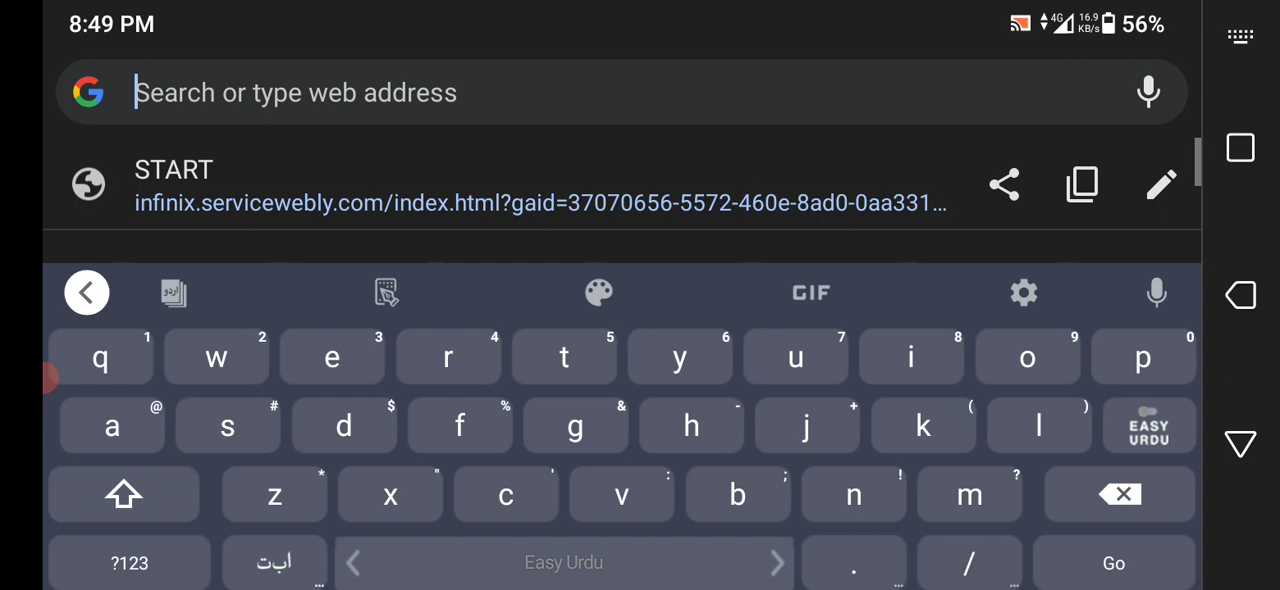 8:49 PM
4G 16.9 KB/s 56%
Search or type web address
START
infinix.servicewebly.com/index.html?gaid=37070656-5572-460e-8ad0-0aa331...
اردو GIF
1 2 3 4 5 6 7 8 9 0
q w e r t y u i o p
@ # $ % & - + ( )
a s d f g h j k l EASY URDU
* " ' : ; ! ?
z x c v b n m
?123 اب‌ت ... Easy Urdu . ... / ... Go